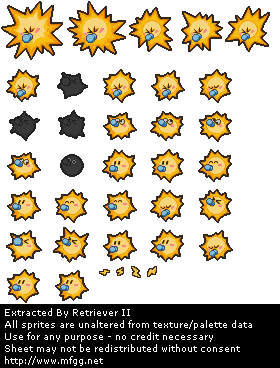 Extracted By Retriever II
All sprites are unaltered from texture/palette data
Use for any purpose - no credit necessary
Sheet may not be redistributed without consent
http://www.mfgg.net